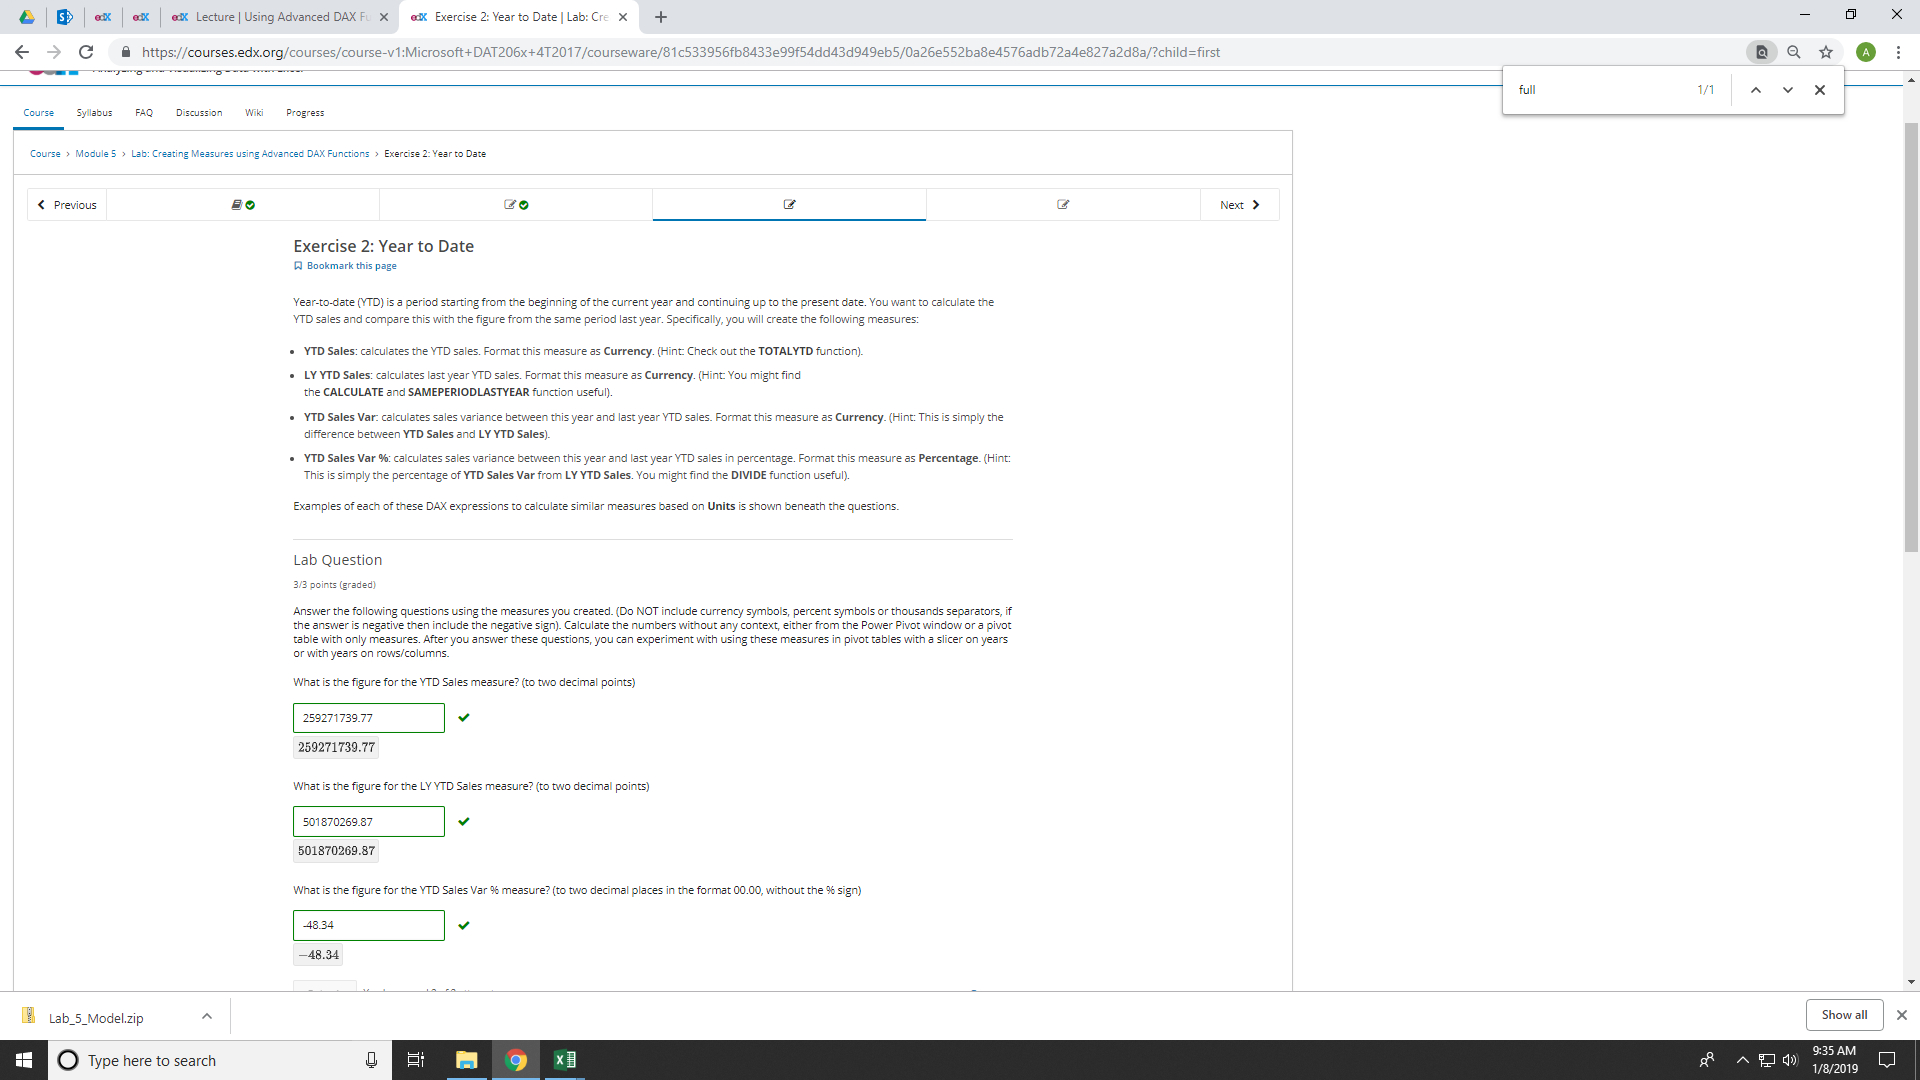 edX
edX
edX Lecture | Using Advanced DAX Fu
edX Exercise 2: Year to Date | Lab: Cre
https://courses.edx.org/courses/course-v1:Microsoft+DAT206x+4T2017/courseware/81c533956fb8433e99f54dd43d949eb5/0a26e552ba8e4576adb72a4e827a2d8a/?child=first
A
full 1/1
Course Syllabus FAQ Discussion Wiki Progress
Course > Module 5 > Lab: Creating Measures using Advanced DAX Functions > Exercise 2: Year to Date
Previous
Next
Exercise 2: Year to Date
Bookmark this page
Year-to-date (YTD) is a period starting from the beginning of the current year and continuing up to the present date. You want to calculate the
YTD sales and compare this with the figure from the same period last year. Specifically, you will create the following measures:
• YTD Sales: calculates the YTD sales. Format this measure as Currency. (Hint: Check out the TOTALYTD function).
• LY YTD Sales: calculates last year YTD sales. Format this measure as Currency. (Hint: You might find
the CALCULATE and SAMEPERIODLASTYEAR function useful).
• YTD Sales Var: calculates sales variance between this year and last year YTD sales. Format this measure as Currency. (Hint: This is simply the
difference between YTD Sales and LY YTD Sales).
• YTD Sales Var %: calculates sales variance between this year and last year YTD sales in percentage. Format this measure as Percentage. (Hint:
This is simply the percentage of YTD Sales Var from LY YTD Sales. You might find the DIVIDE function useful).
Examples of each of these DAX expressions to calculate similar measures based on Units is shown beneath the questions.
Lab Question
3/3 points (graded)
Answer the following questions using the measures you created. (Do NOT include currency symbols, percent symbols or thousands separators, if
the answer is negative then include the negative sign). Calculate the numbers without any context, either from the Power Pivot window or a pivot
table with only measures. After you answer these questions, you can experiment with using these measures in pivot tables with a slicer on years
or with years on rows/columns.
What is the figure for the YTD Sales measure? (to two decimal points)
259271739.77
259271739.77
What is the figure for the LY YTD Sales measure? (to two decimal points)
501870269.87
501870269.87
What is the figure for the YTD Sales Var % measure? (to two decimal places in the format 00.00, without the % sign)
-48.34
−48.34
Lab_5_Model.zip
Show all
Type here to search
9:35 AM
1/8/2019